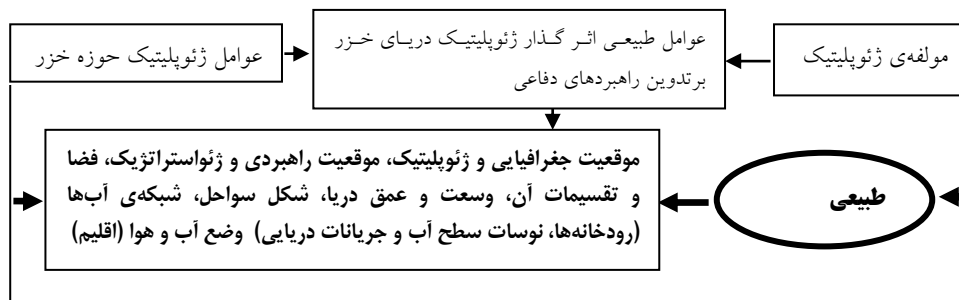 مولفه‌ی ژئوپلیتیک
عوامل طبیعی اثر گذار ژئوپلیتیک دریای خزر
برتدوین راهبردهای دفاعی
عوامل ژئوپلیتیک حوزه خزر
طبیعی
موقعیت جغرافیایی و ژئوپلیتیک، موقعیت راهبردی و ژئواستراتژیک، فضا
و تقسیمات آن، وسعت و عمق دریا، شکل سواحل، شبکه‌ی آب‌ها
(رودخانه‌ها، نوسات سطح آب و جریانات دریایی) وضع آب و هوا (اقلیم)